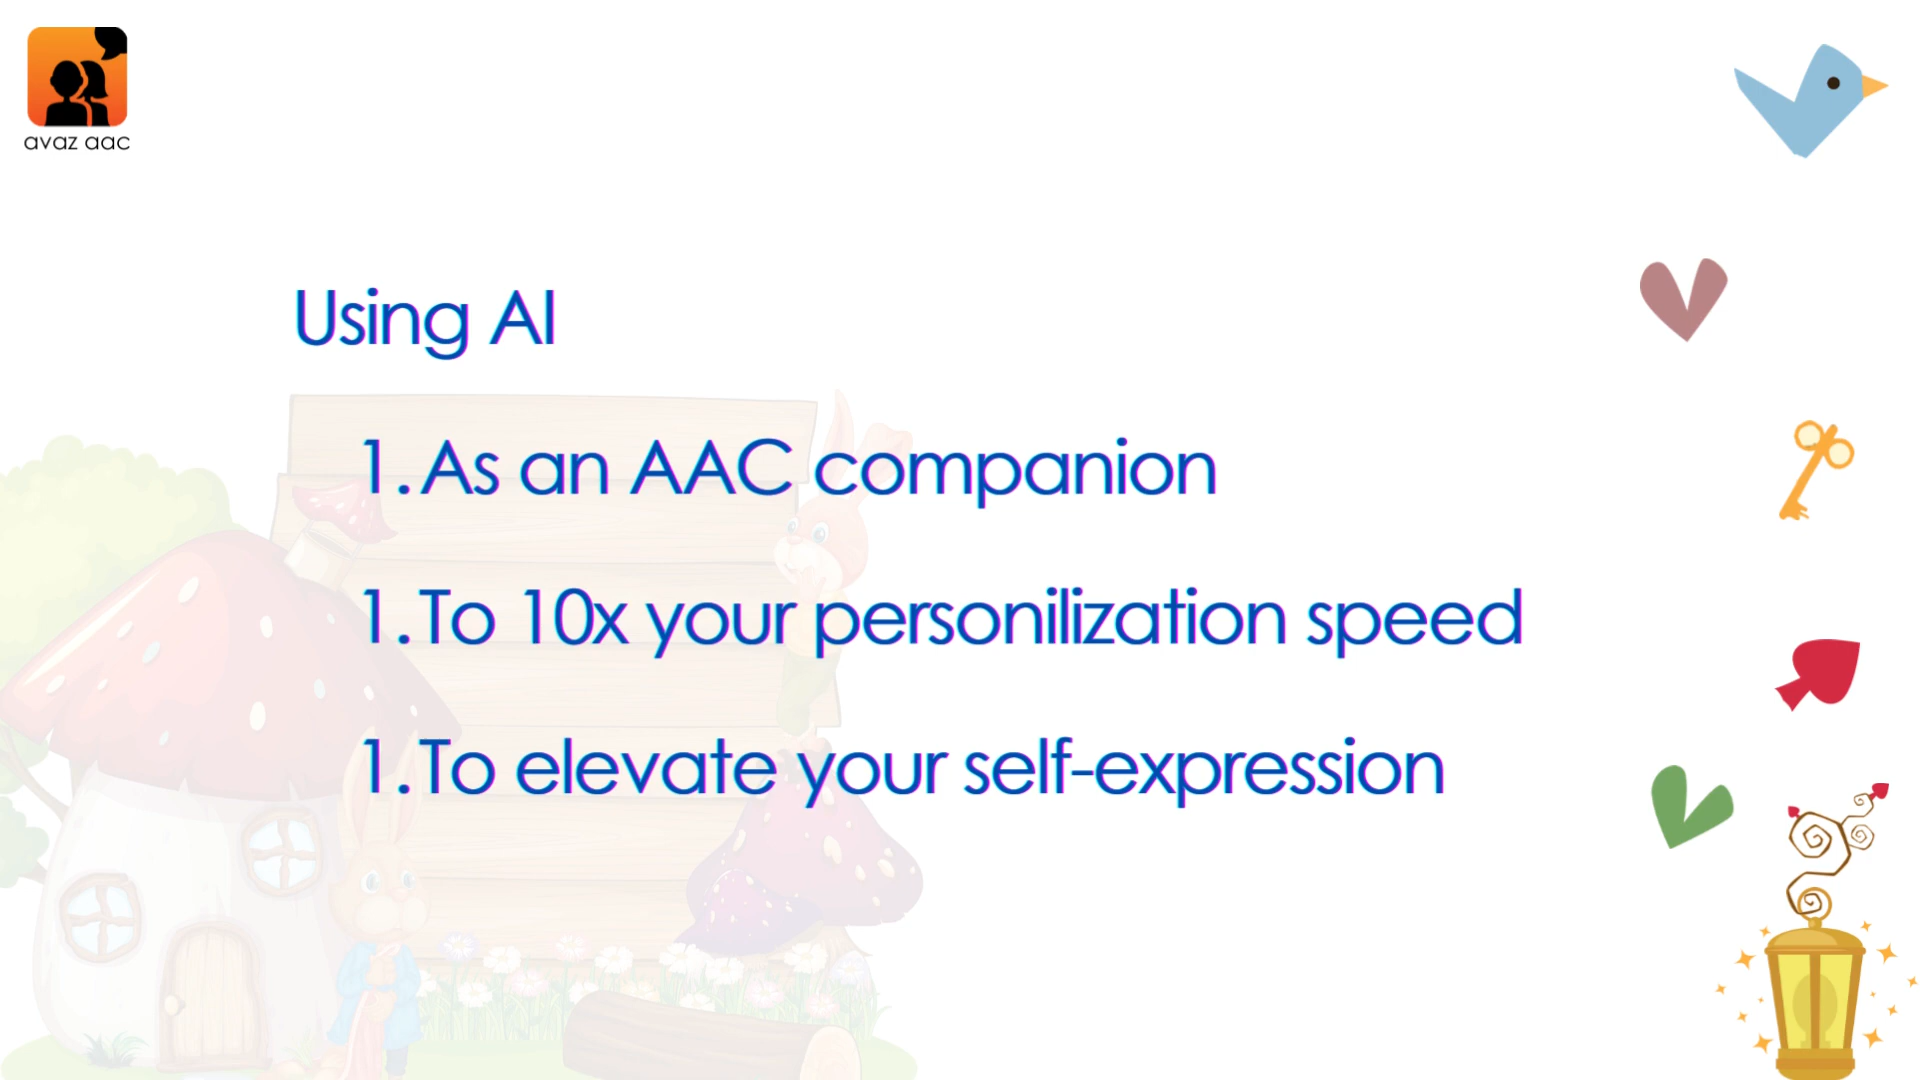 avaz aac
Using AI
1. As an AAC companion
1. To 10x your personilization speed
1. To elevate your self-expression